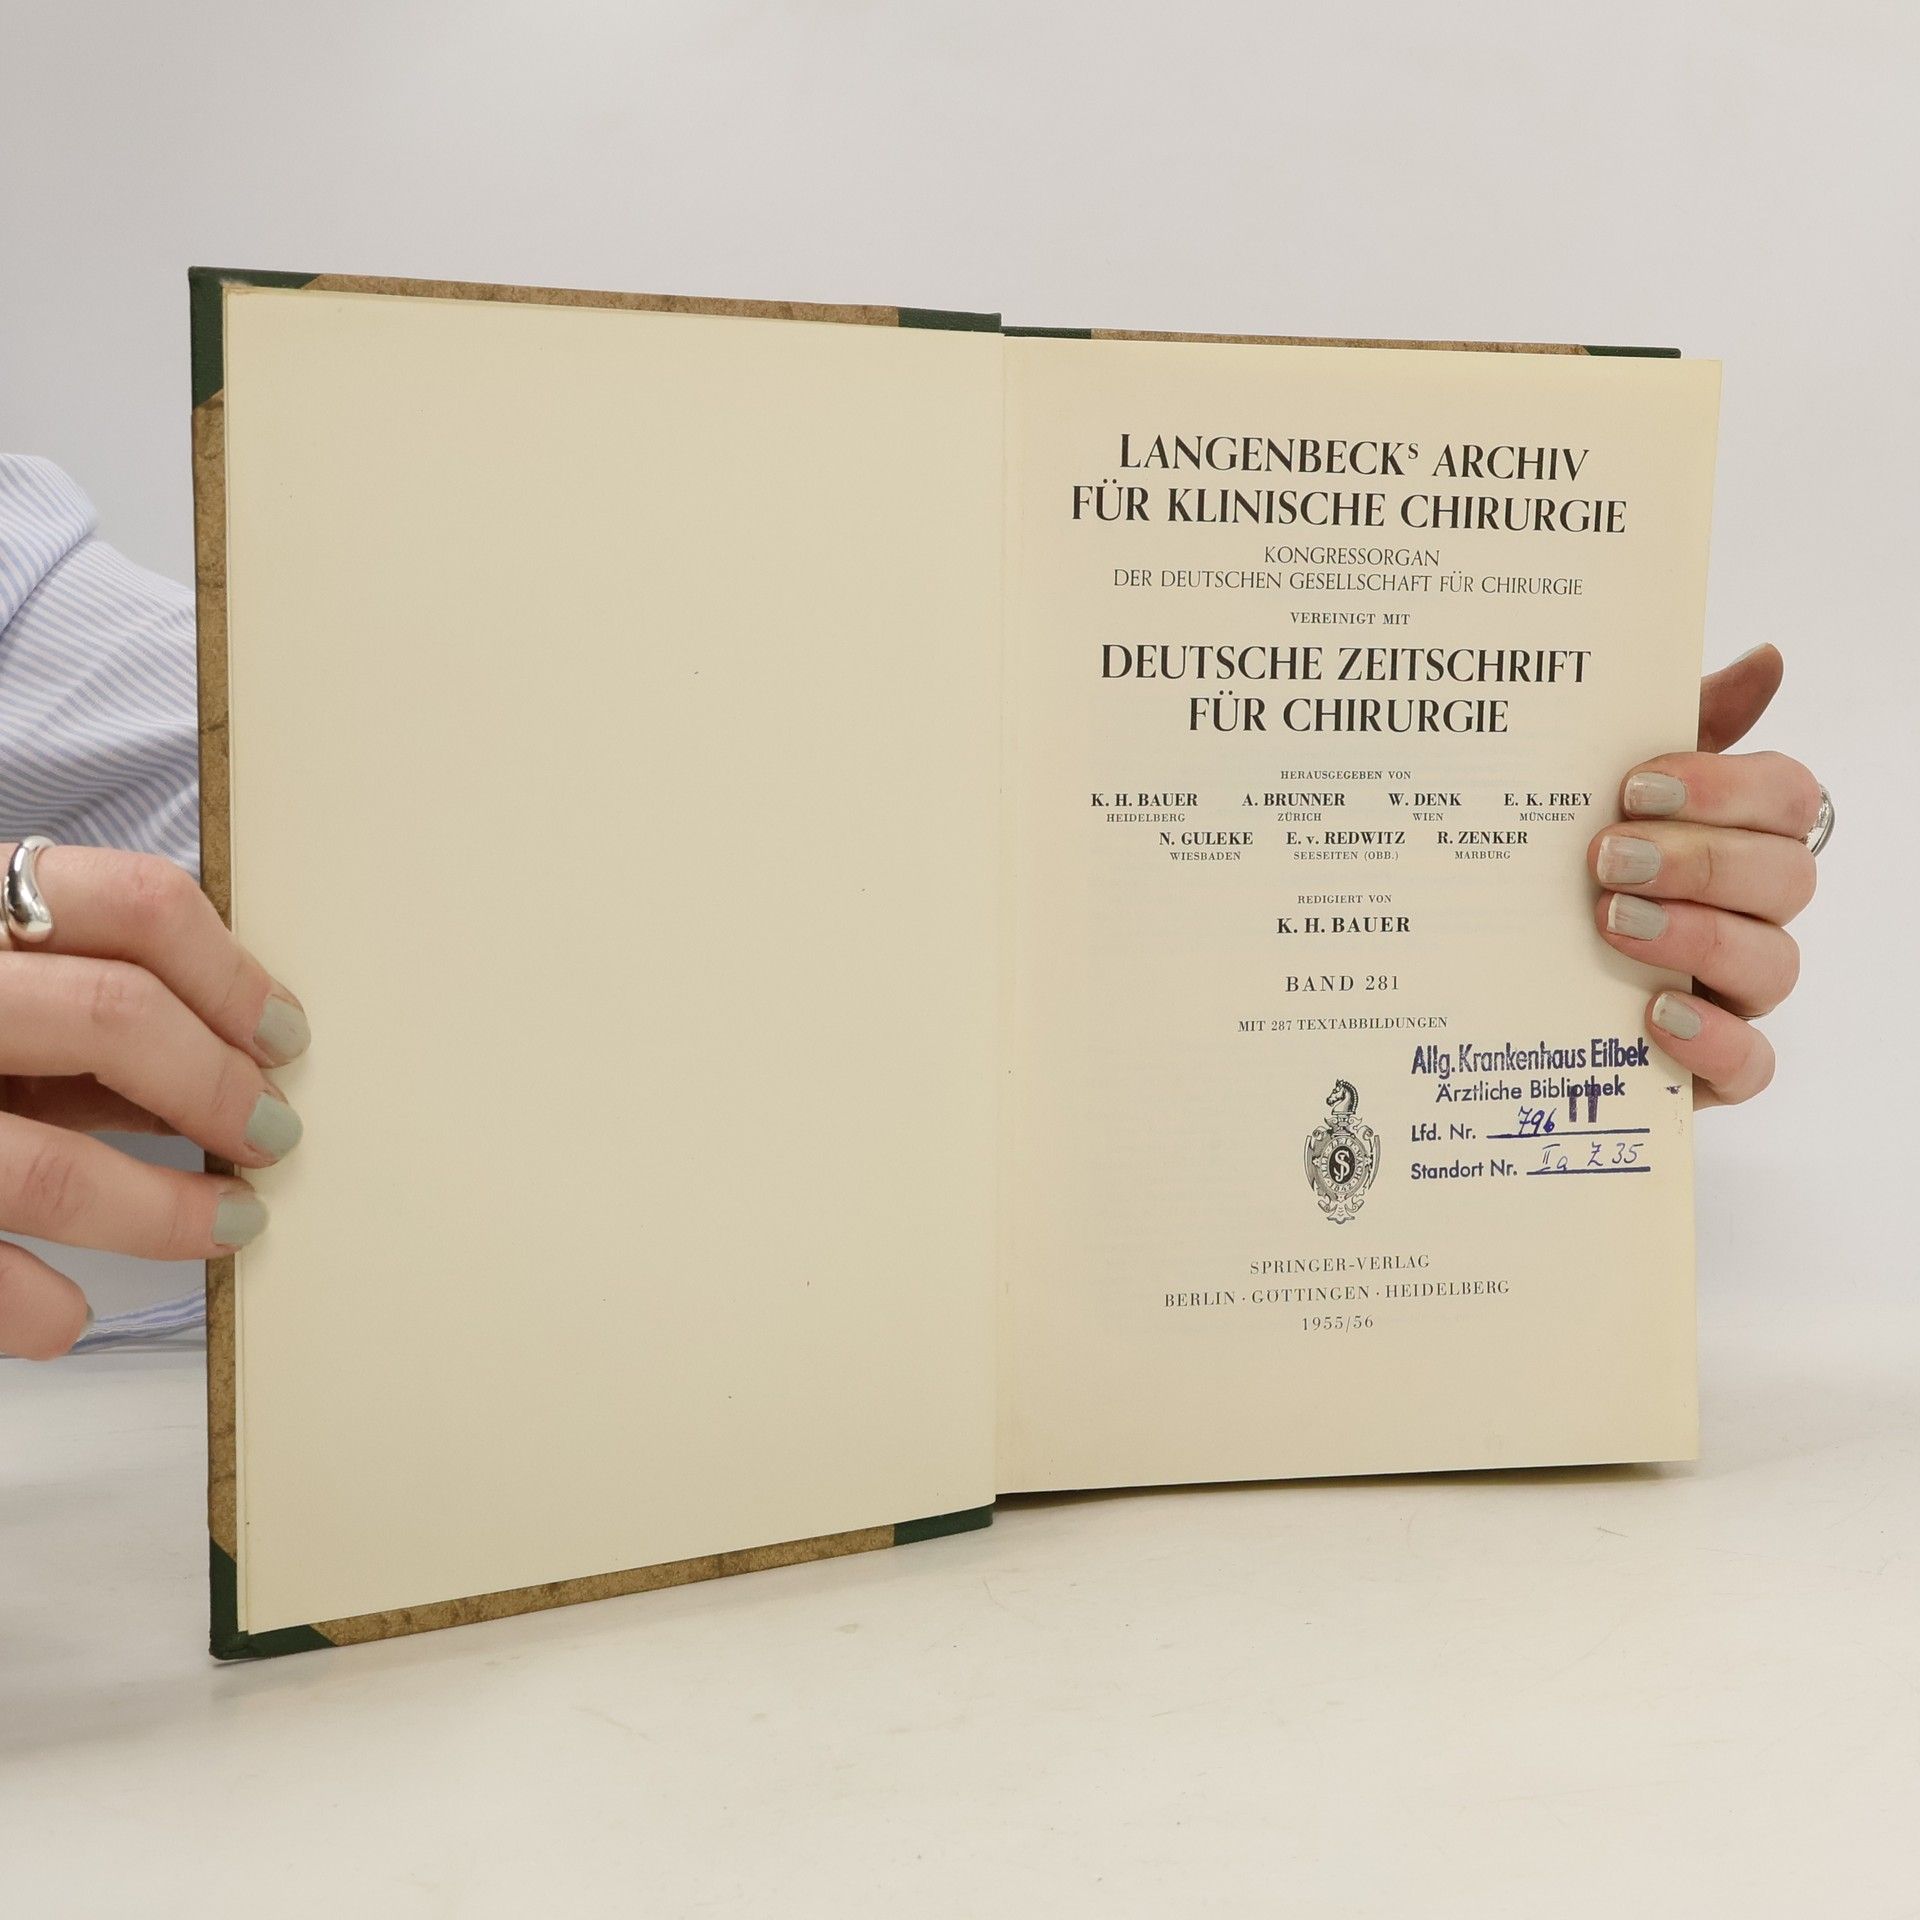 LANGENBECKS ARCHIV
FÜR KLINISCHE CHIRURGIE
KONGRESSORGAN
DER DEUTSCHEN GESELLSCHAFT FÜR CHIRURGIE
VEREINIGT MIT
DEUTSCHE ZEITSCHRIFT
FÜR CHIRURGIE
HERAUSGEGEBEN VON
K. H. BAUER A. BRUNNER W. DENK E. K. FREY
HEIDELBERG ZÜRICH WIEN MÜNCHEN
N. GULEKE E. v. REDWITZ R. ZENKER
WIESBADEN SEESEITEN (OBB.) MARBURG
REDIGIERT VON
K. H. BAUER
BAND 281
MIT 287 TEXTABBILDUNGEN
Allg. Krankenhaus Eilbek
Ärztliche Bibliothek
II
Lfd. Nr. 796
Standort Nr. IIa Z 35
SPRINGER-VERLAG
BERLIN · GÖTTINGEN · HEIDELBERG
1955/56